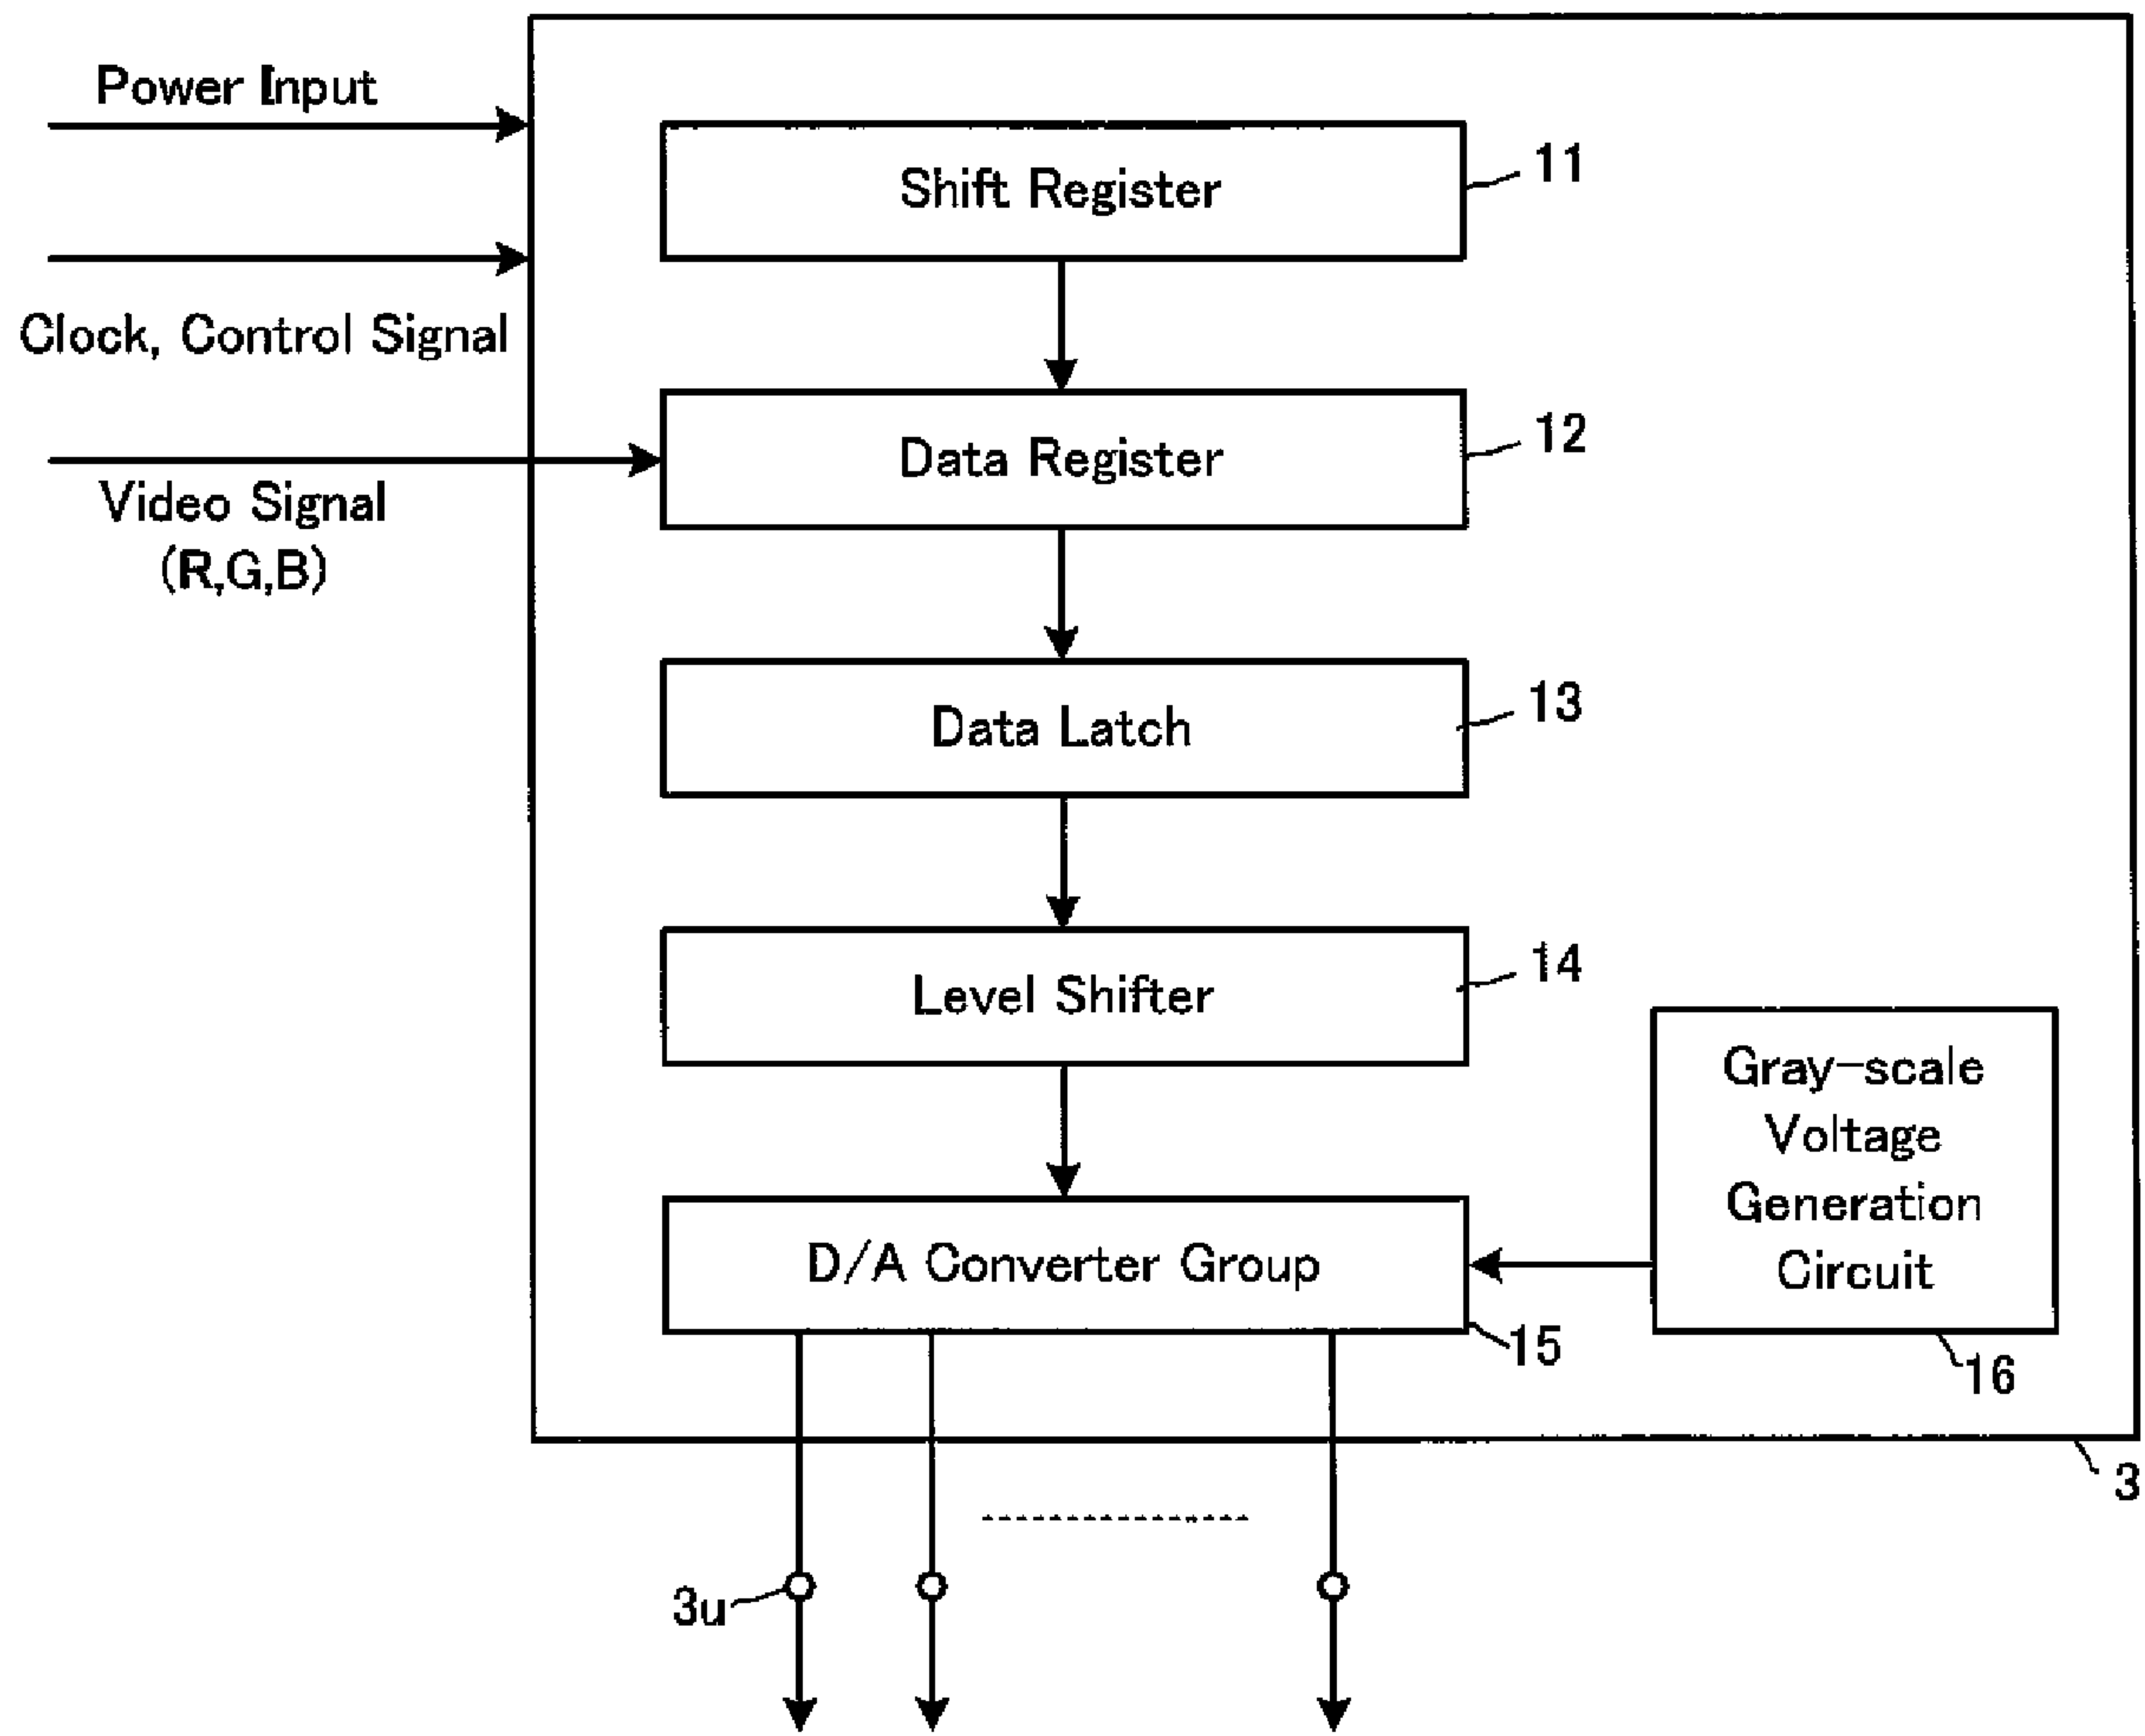 Power Input
Clock, Control Signal
Video Signal
(R,G,B)
Shift Register
11
Data Register
12
Data Latch
13
Level Shifter
14
D/A Converter Group
15
Gray-scale
Voltage
Generation
Circuit
16
3
3u